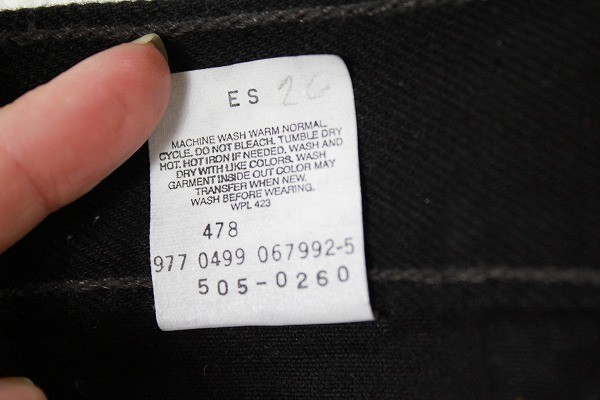 ES 26
MACHINE WASH WARM NORMAL
CYCLE. DO NOT BLEACH. TUMBLE DRY
HOT. HOT IRON IF NEEDED. WASH AND
DRY WITH LIKE COLORS. WASH
GARMENT INSIDE OUT COLOR MAY
TRANSFER WHEN NEW.
WASH BEFORE WEARING.
WPL 423
478
977 0499 067992-5
505-0260